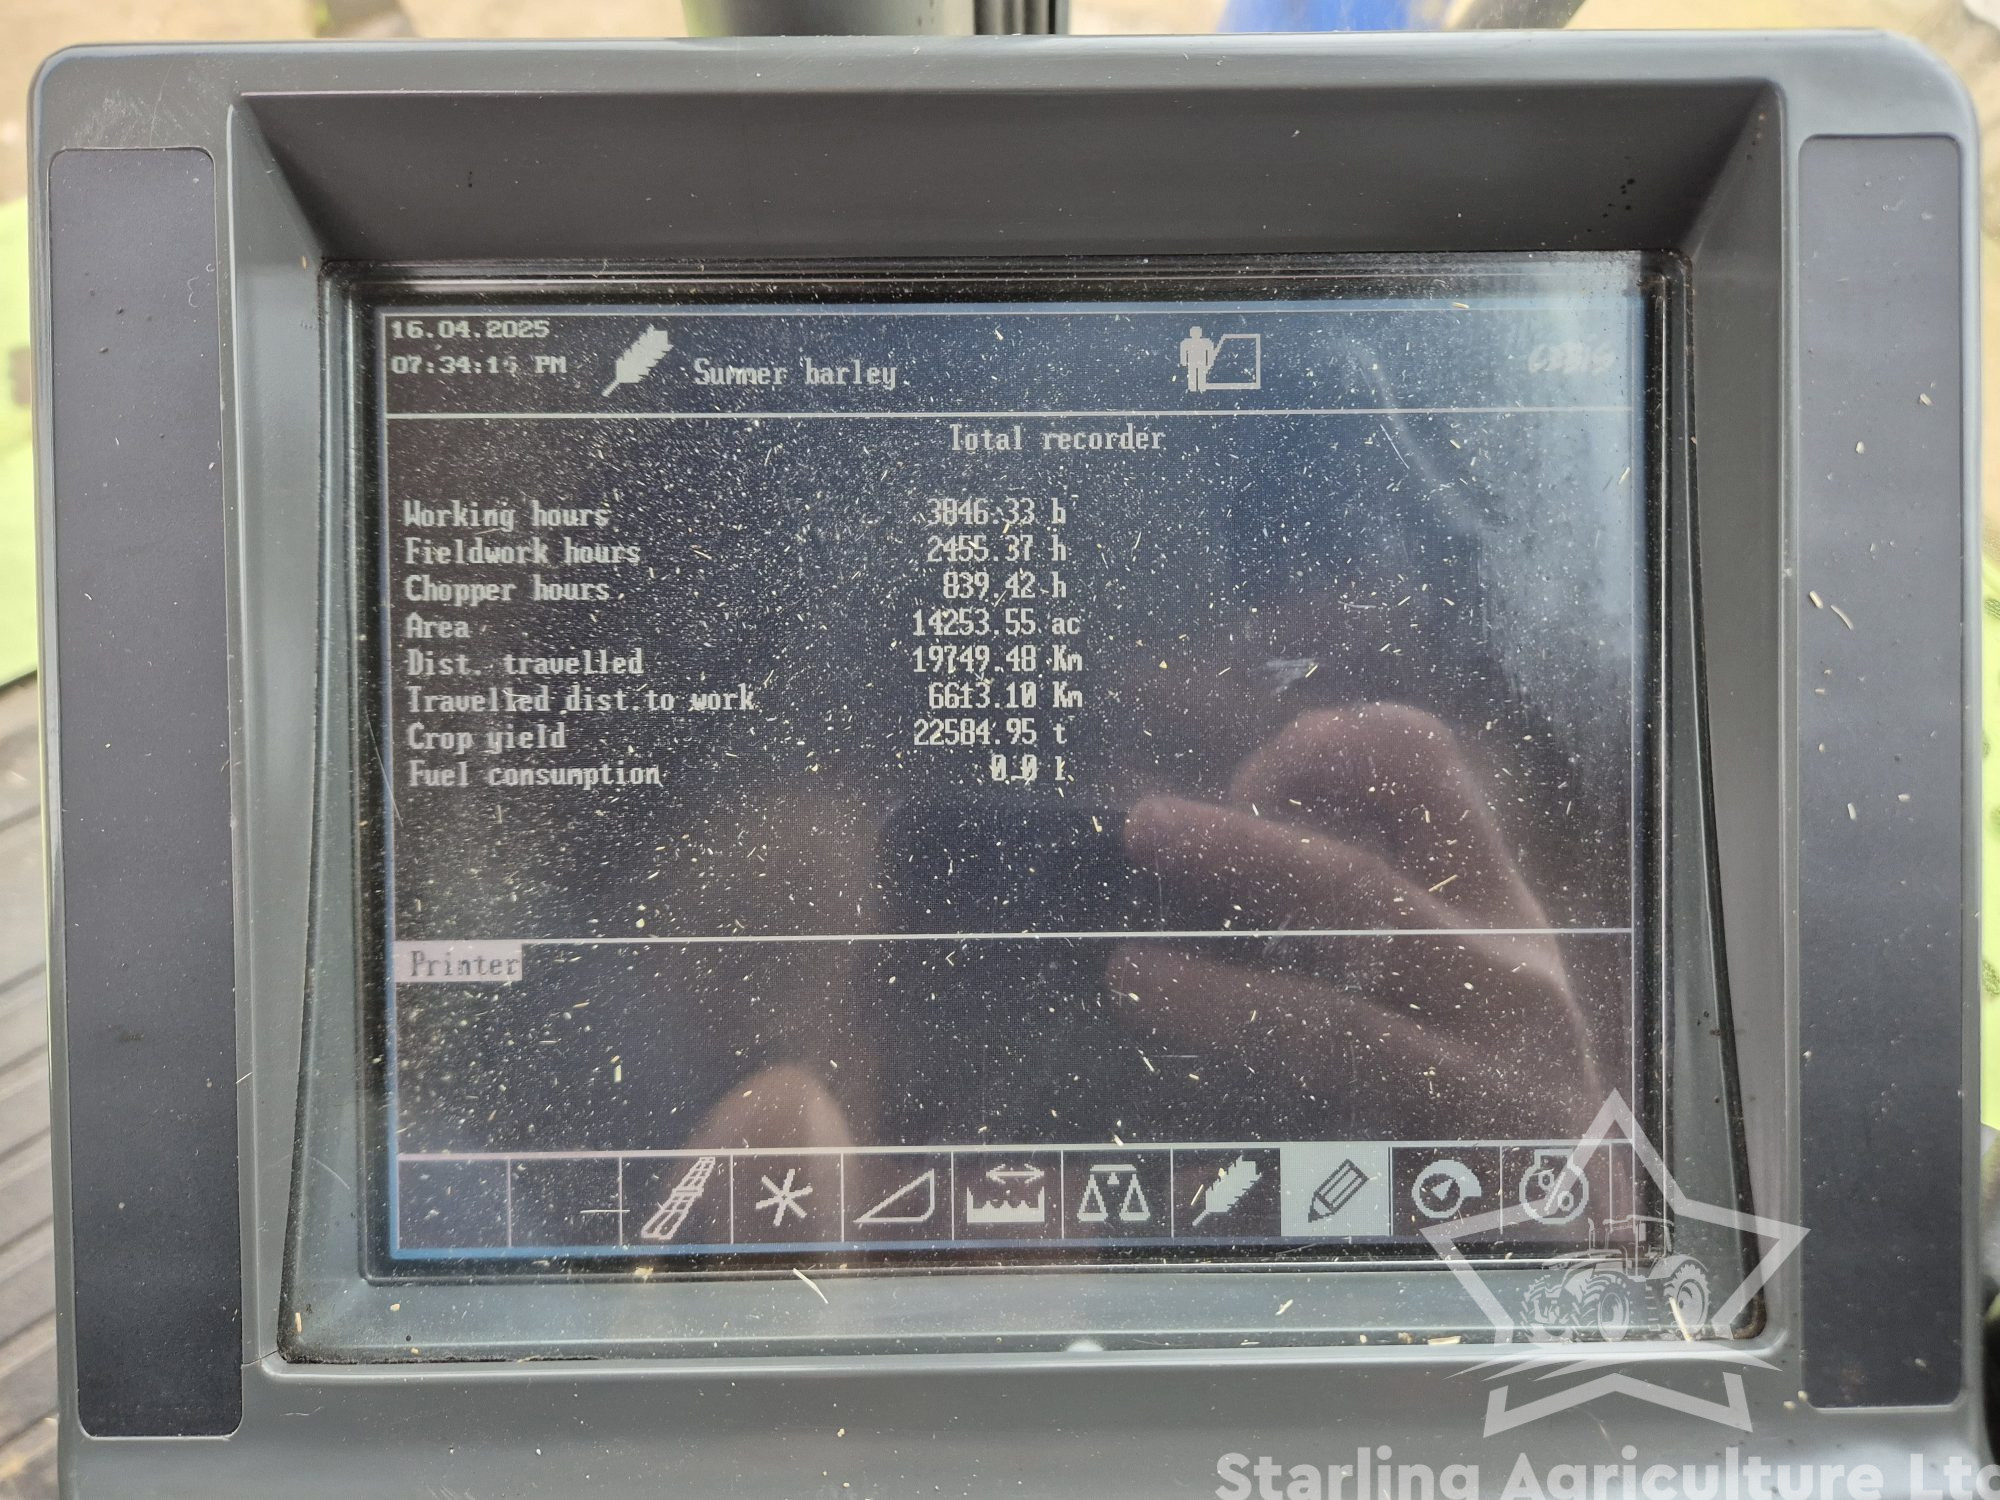 16.04.2025
07:34:15 PM
Summer barley
CEBIS
Total recorder
Working hours 3846.33 h
Fieldwork hours 2455.37 h
Chopper hours 839.42 h
Area 14253.55 ac
Dist. travelled 19749.48 Km
Travelled dist.to work 6613.10 Km
Crop yield 22584.95 t
Fuel consumption 0.0 l
Printer
Starling Agriculture Ltd